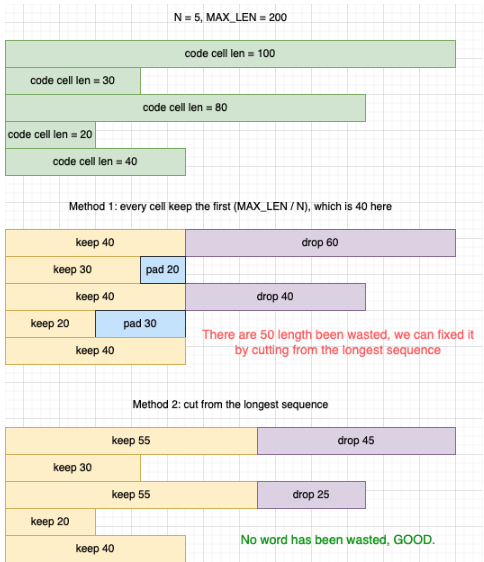 N = 5, MAX_LEN = 200
code cell len = 100
code cell len = 30
code cell len = 80
code cell len = 20
code cell len = 40
Method 1: every cell keep the first (MAX_LEN / N), which is 40 here
keep 40 drop 60
keep 30 pad 20
keep 40 drop 40
keep 20 pad 30
keep 40
There are 50 length been wasted, we can fixed it
by cutting from the longest sequence
Method 2: cut from the longest sequence
keep 55 drop 45
keep 30
keep 55 drop 25
keep 20
keep 40
No word has been wasted, GOOD.